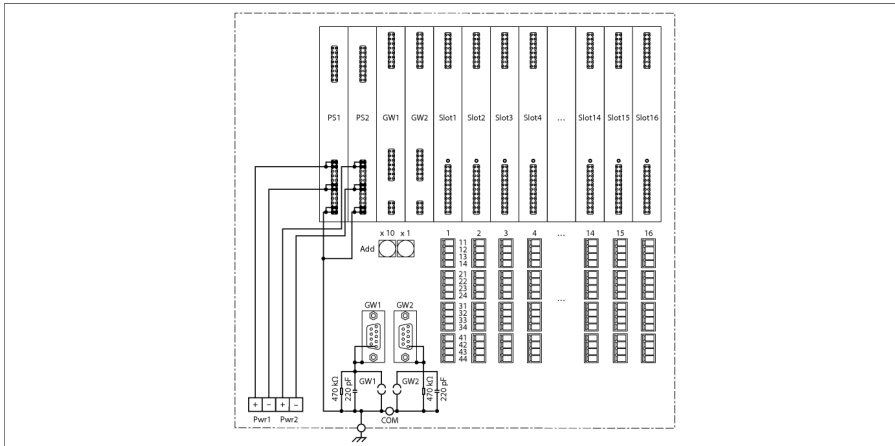 PS1 PS2 GW1 GW2 Slot1 Slot2 Slot3 Slot4 ... Slot14 Slot15 Slot16
x 10 x 1
Add
1 2 3 4 ... 14 15 16
11
12
13
14
21
22
23
24
...
31
32
33
34
41
42
43
44
GW1 GW2
470 kΩ
220 pF
GW1 GW2
470 kΩ
220 pF
COM
+ − + −
Pwr1 Pwr2